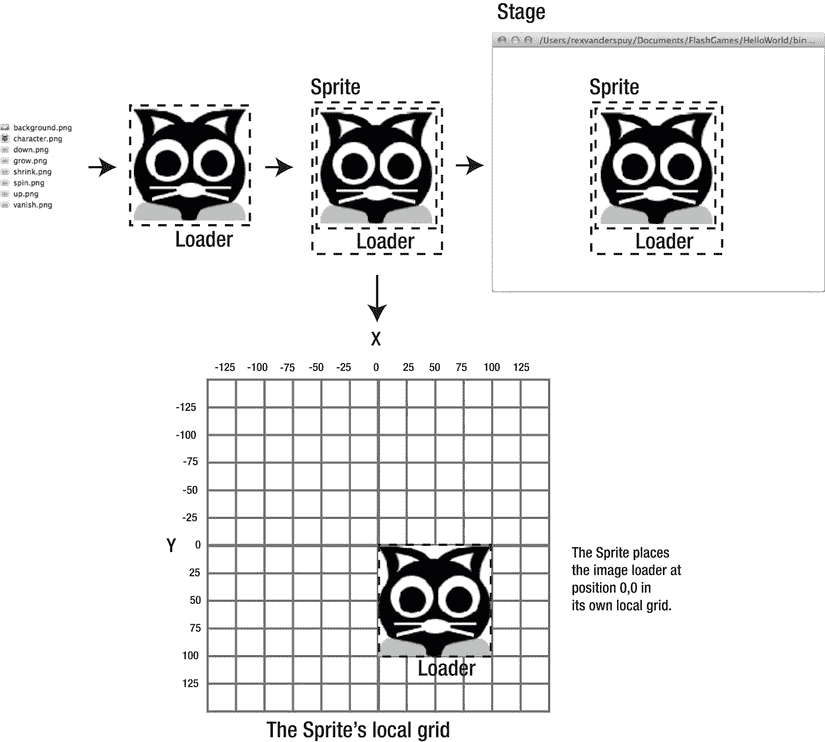 Stage
/Users/rexvanderspuy/Documents/FlashGames/HelloWorld/bin ...
Sprite
Sprite
background.png
character.png
down.png
grow.png
shrink.png
spin.png
up.png
vanish.png
Loader
Loader
Loader
X
-125 -100 -75 -50 -25 0 25 50 75 100 125
-125
-100
-75
-50
-25
Y 0
25
50
75
100
125
The Sprite places
the image loader at
position 0,0 in
its own local grid.
Loader
The Sprite's local grid